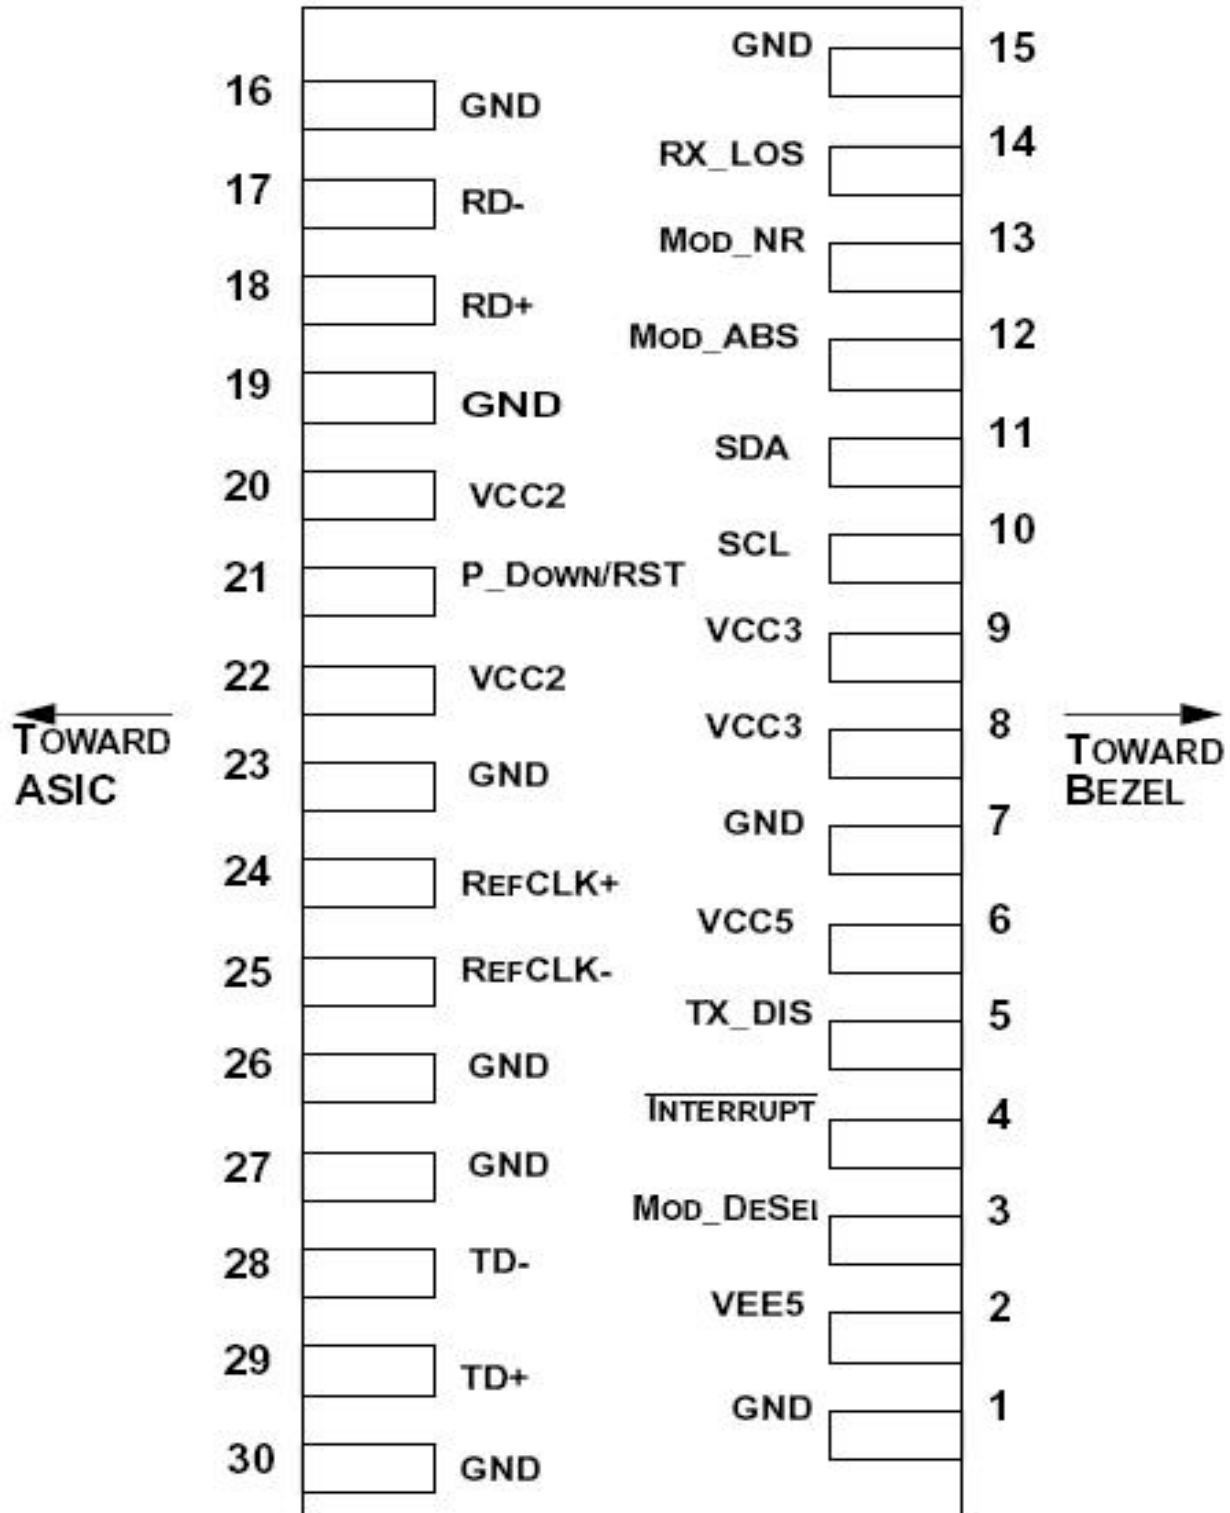 GND 15
16 GND
RX_LOS 14
17 RD-
MOD_NR 13
18 RD+
MOD_ABS 12
19 GND
SDA 11
20 VCC2
SCL 10
21 P_DOWN/RST
VCC3 9
22 VCC2
VCC3 8
TOWARD
ASIC
TOWARD
BEZEL
23 GND
GND 7
24 REFCLK+
VCC5 6
25 REFCLK-
TX_DIS 5
26 GND
INTERRUPT 4
27 GND
MOD_DESEL 3
28 TD-
VEE5 2
29 TD+
GND 1
30 GND